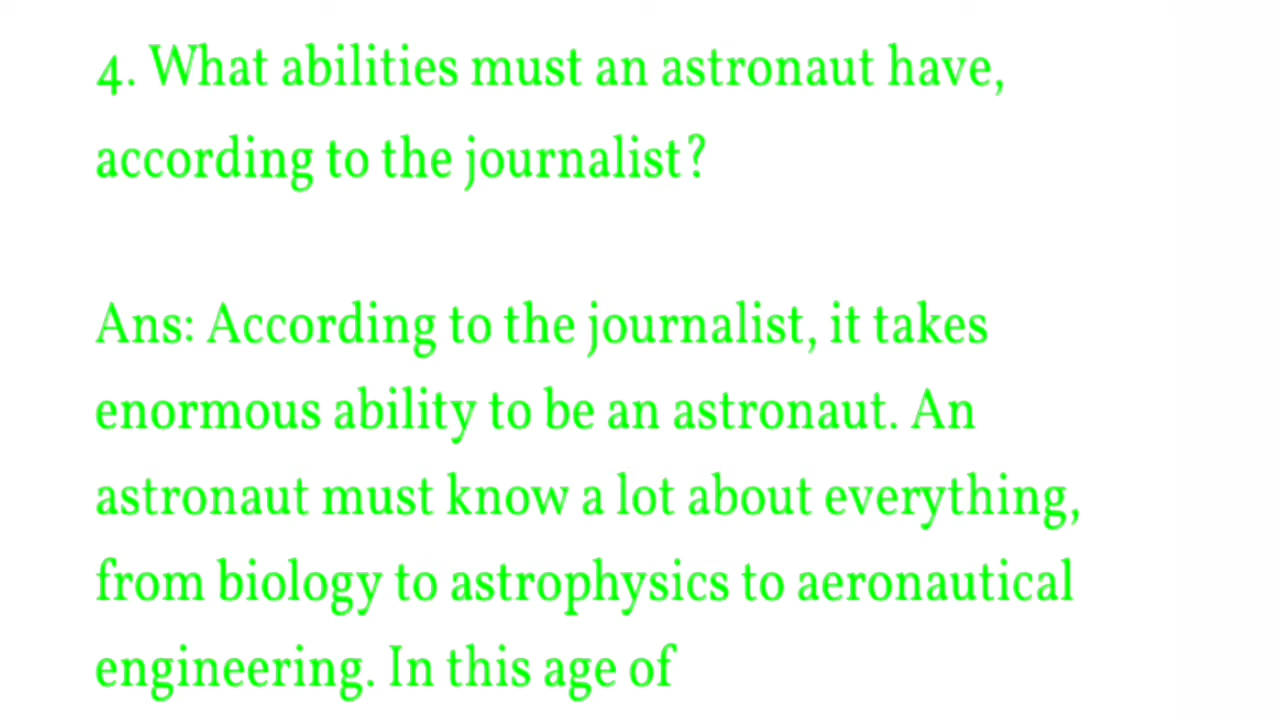 4. What abilities must an astronaut have,
according to the journalist?
Ans: According to the journalist, it takes
enormous ability to be an astronaut. An
astronaut must know a lot about everything,
from biology to astrophysics to aeronautical
engineering. In this age of